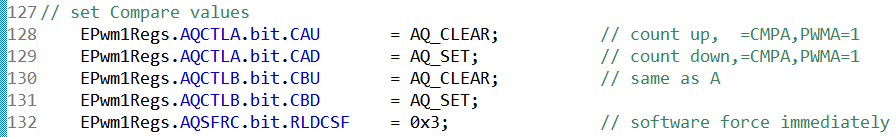 127 // set Compare values
128     EPwm1Regs.AQCTLA.bit.CAU       = AQ_CLEAR;          // count up,  =CMPA,PWMA=1
129     EPwm1Regs.AQCTLA.bit.CAD       = AQ_SET;            // count down,=CMPA,PWMA=1
130     EPwm1Regs.AQCTLB.bit.CBU       = AQ_CLEAR;          // same as A
131     EPwm1Regs.AQCTLB.bit.CBD       = AQ_SET;
132     EPwm1Regs.AQSFRC.bit.RLDCSF    = 0x3;               // software force immediately